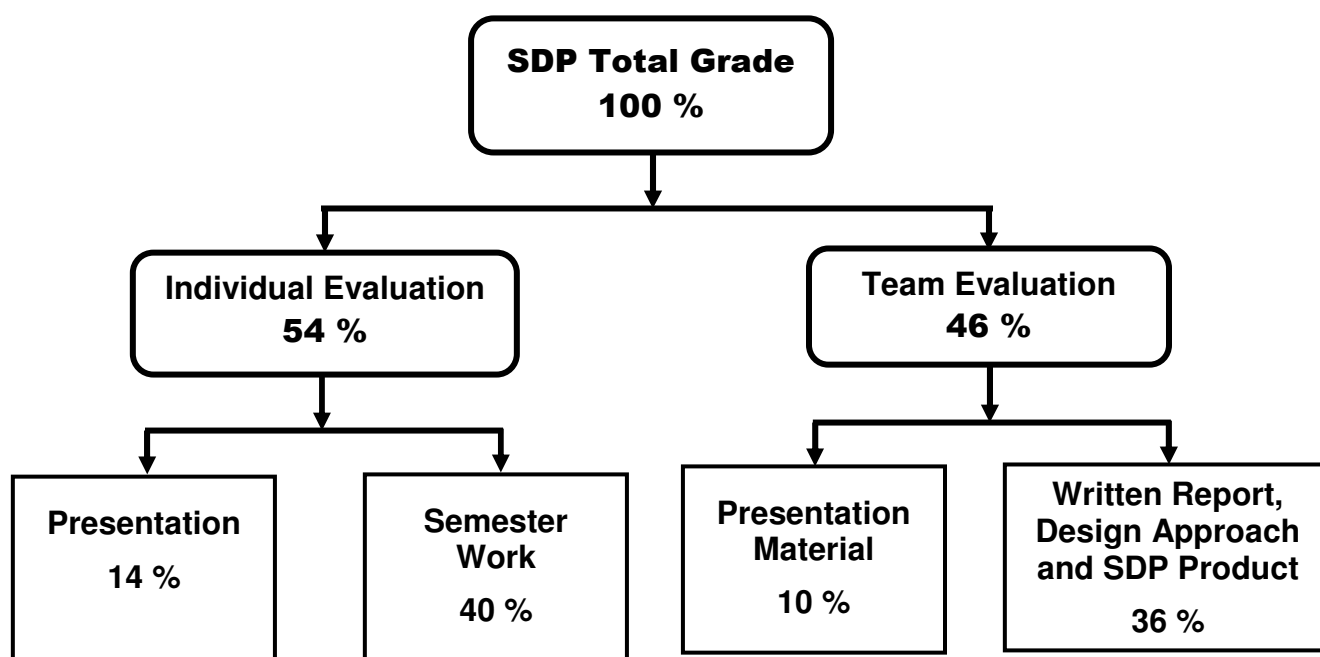 SDP Total Grade
100 %
Individual Evaluation
54 %
Team Evaluation
46 %
Presentation
14 %
Semester
Work
40 %
Presentation
Material
10 %
Written Report,
Design Approach
and SDP Product
36 %